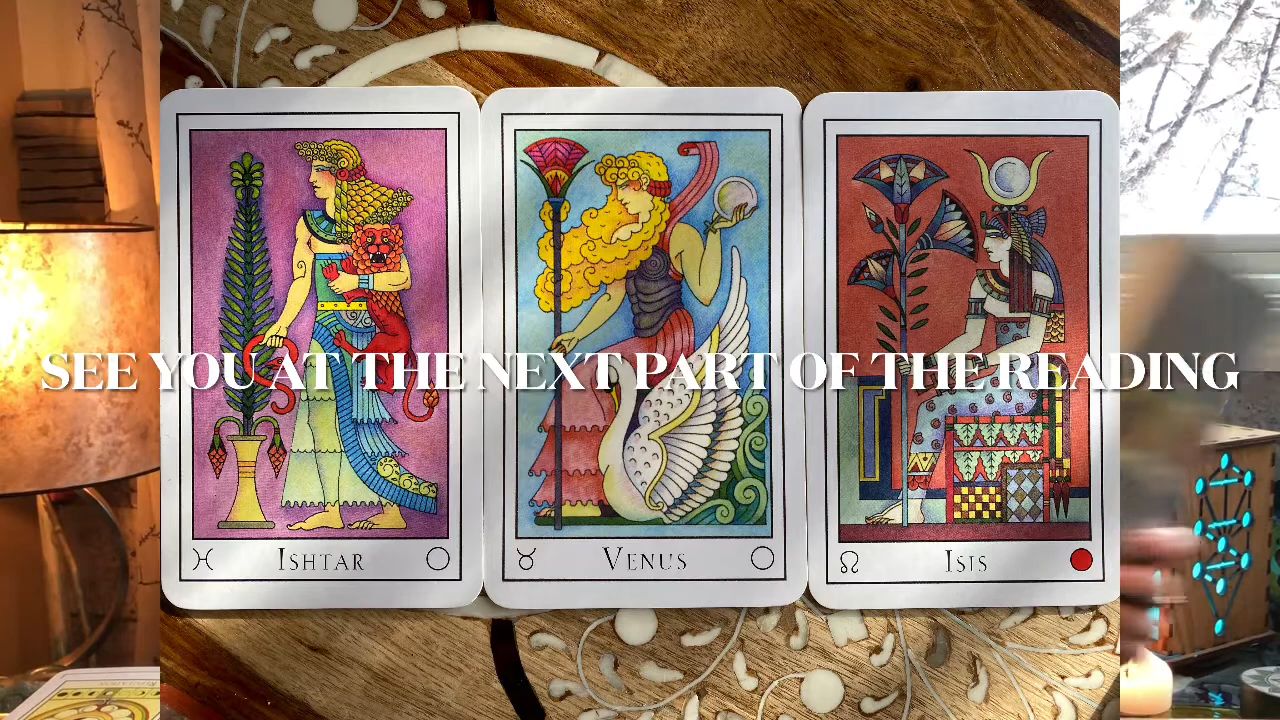 SEE YOU AT THE NEXT PART OF THE READING
ISHTAR
VENUS
ISIS